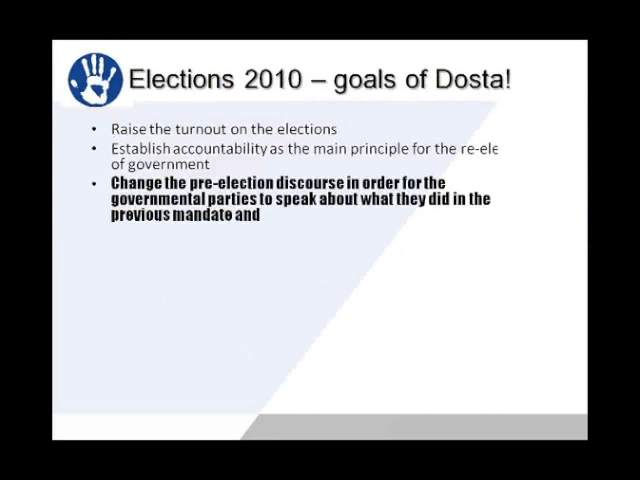 Elections 2010 – goals of Dosta!
• Raise the turnout on the elections
• Establish accountability as the main principle for the re-ele
of government
• Change the pre-election discourse in order for the
governmental parties to speak about what they did in the
previous mandate and